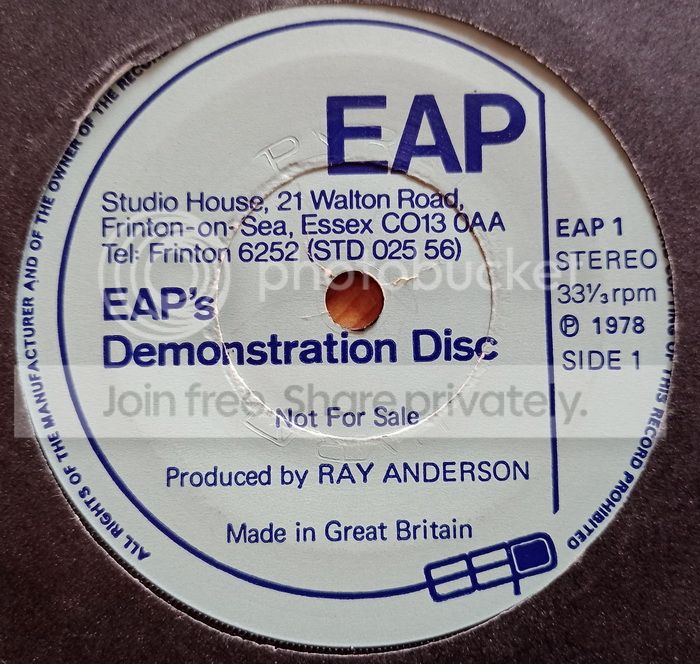 EAP
Studio House, 21 Walton Road,
Frinton-on-Sea, Essex CO13 0AA
Tel: Frinton 6252 (STD 025 56)
EAP's
Demonstration Disc
Not For Sale
Produced by RAY ANDERSON
Made in Great Britain
EAP 1
STEREO
33⅓ rpm
℗ 1978
SIDE 1
ALL RIGHTS OF THE MANUFACTURER AND OF THE OWNER OF THE
OF THIS RECORD PROHIBITED
EAP
photobucket
Join free. Share privately.